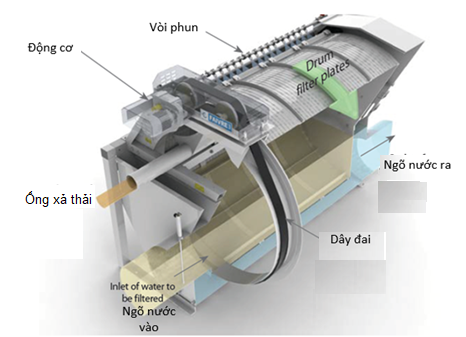 Vòi phun
Động cơ
Drum
filter plates
FAIVRE
Ngõ nước ra
Ống xả thải
Dây đai
Inlet of water to
be filtered
Ngõ nước
vào